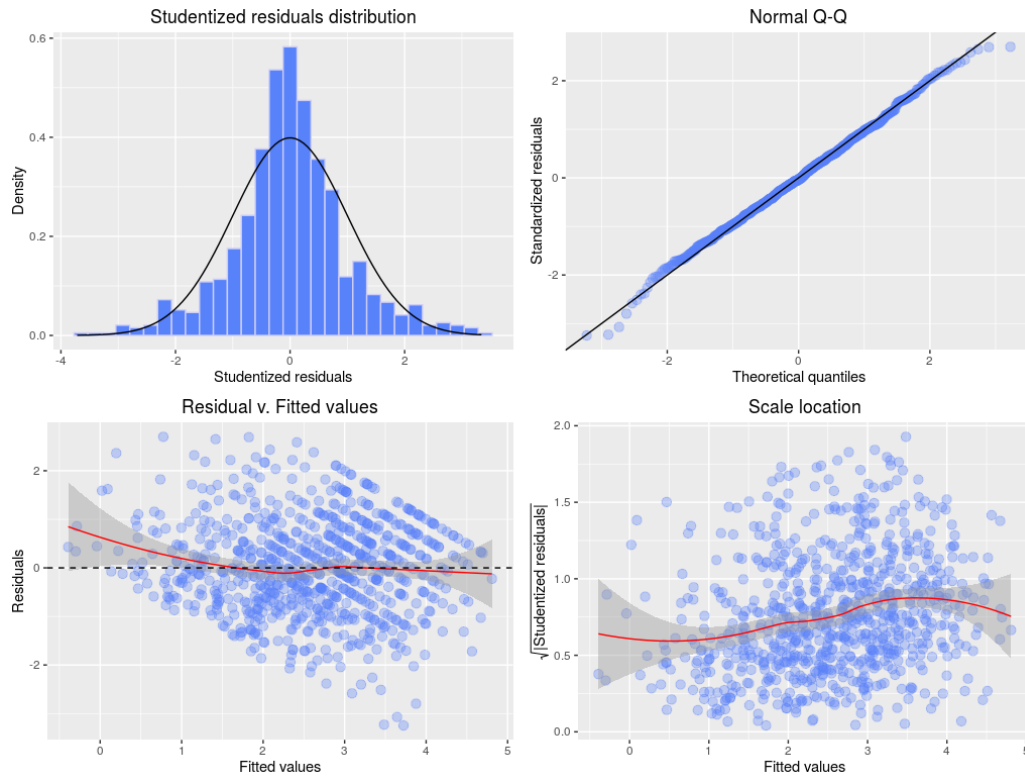 Studentized residuals distribution
0.6
0.4
0.2
0.0
Density
-4
-2
0
2
Studentized residuals
Normal Q-Q
2
0
-2
Standardized residuals
-2
0
2
Theoretical quantiles
Residual v. Fitted values
2
0
-2
Residuals
0
1
2
3
4
5
Fitted values
Scale location
2.0
1.5
1.0
0.5
0.0
√|Studentized residuals|
0
1
2
3
4
5
Fitted values